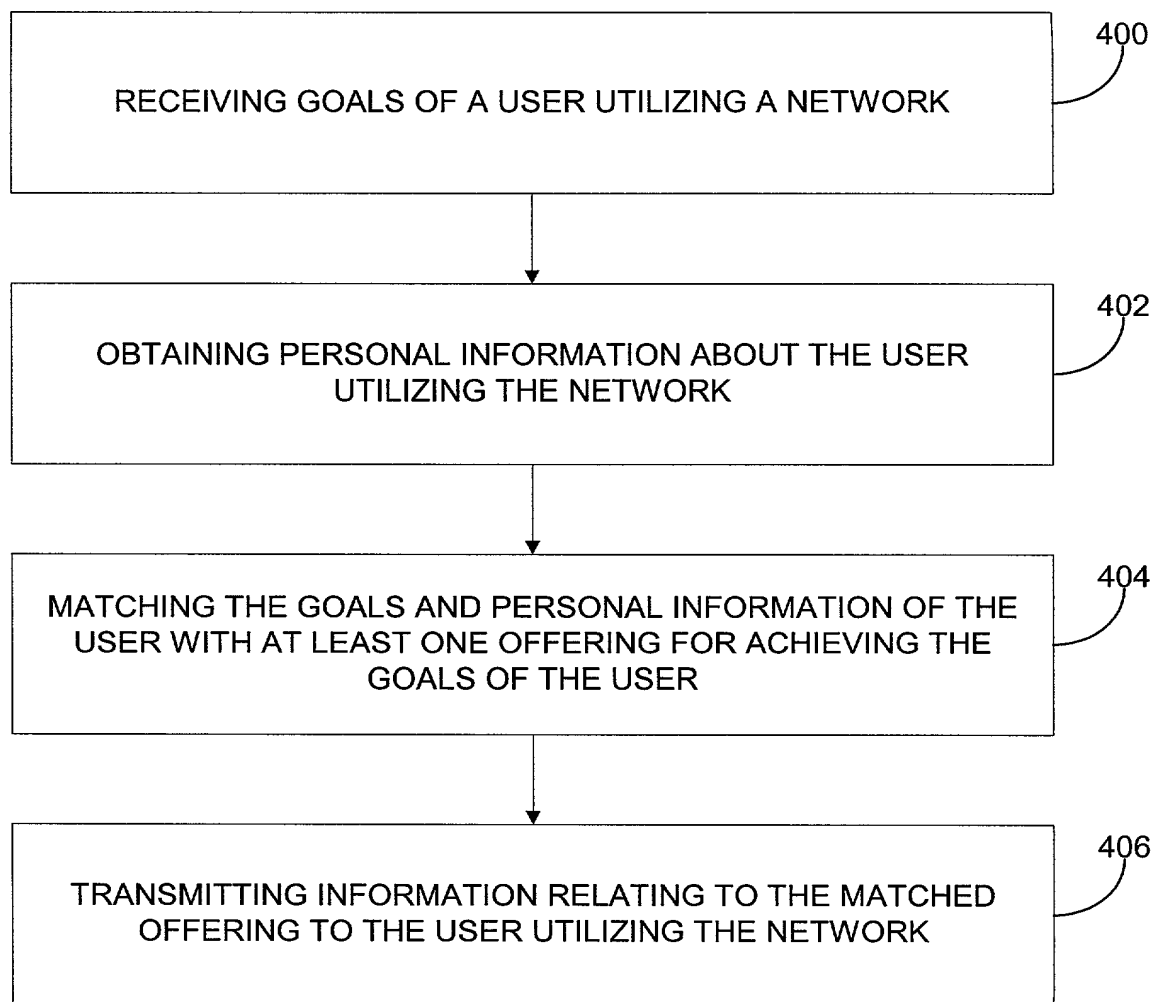 400
RECEIVING GOALS OF A USER UTILIZING A NETWORK
402
OBTAINING PERSONAL INFORMATION ABOUT THE USER
UTILIZING THE NETWORK
404
MATCHING THE GOALS AND PERSONAL INFORMATION OF THE
USER WITH AT LEAST ONE OFFERING FOR ACHIEVING THE
GOALS OF THE USER
406
TRANSMITTING INFORMATION RELATING TO THE MATCHED
OFFERING TO THE USER UTILIZING THE NETWORK